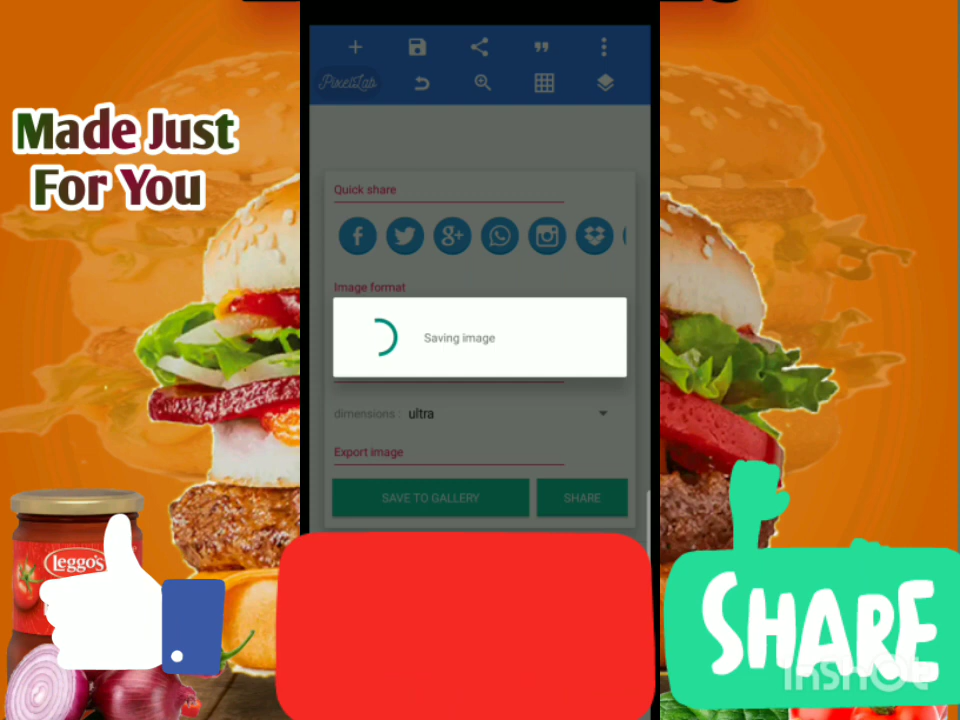 Made Just
For You
PixelLab
Quick share
Image format
Saving image
dimensions : ultra
Export image
SAVE TO GALLERY
SHARE
leggo's
SHARE
InShOt